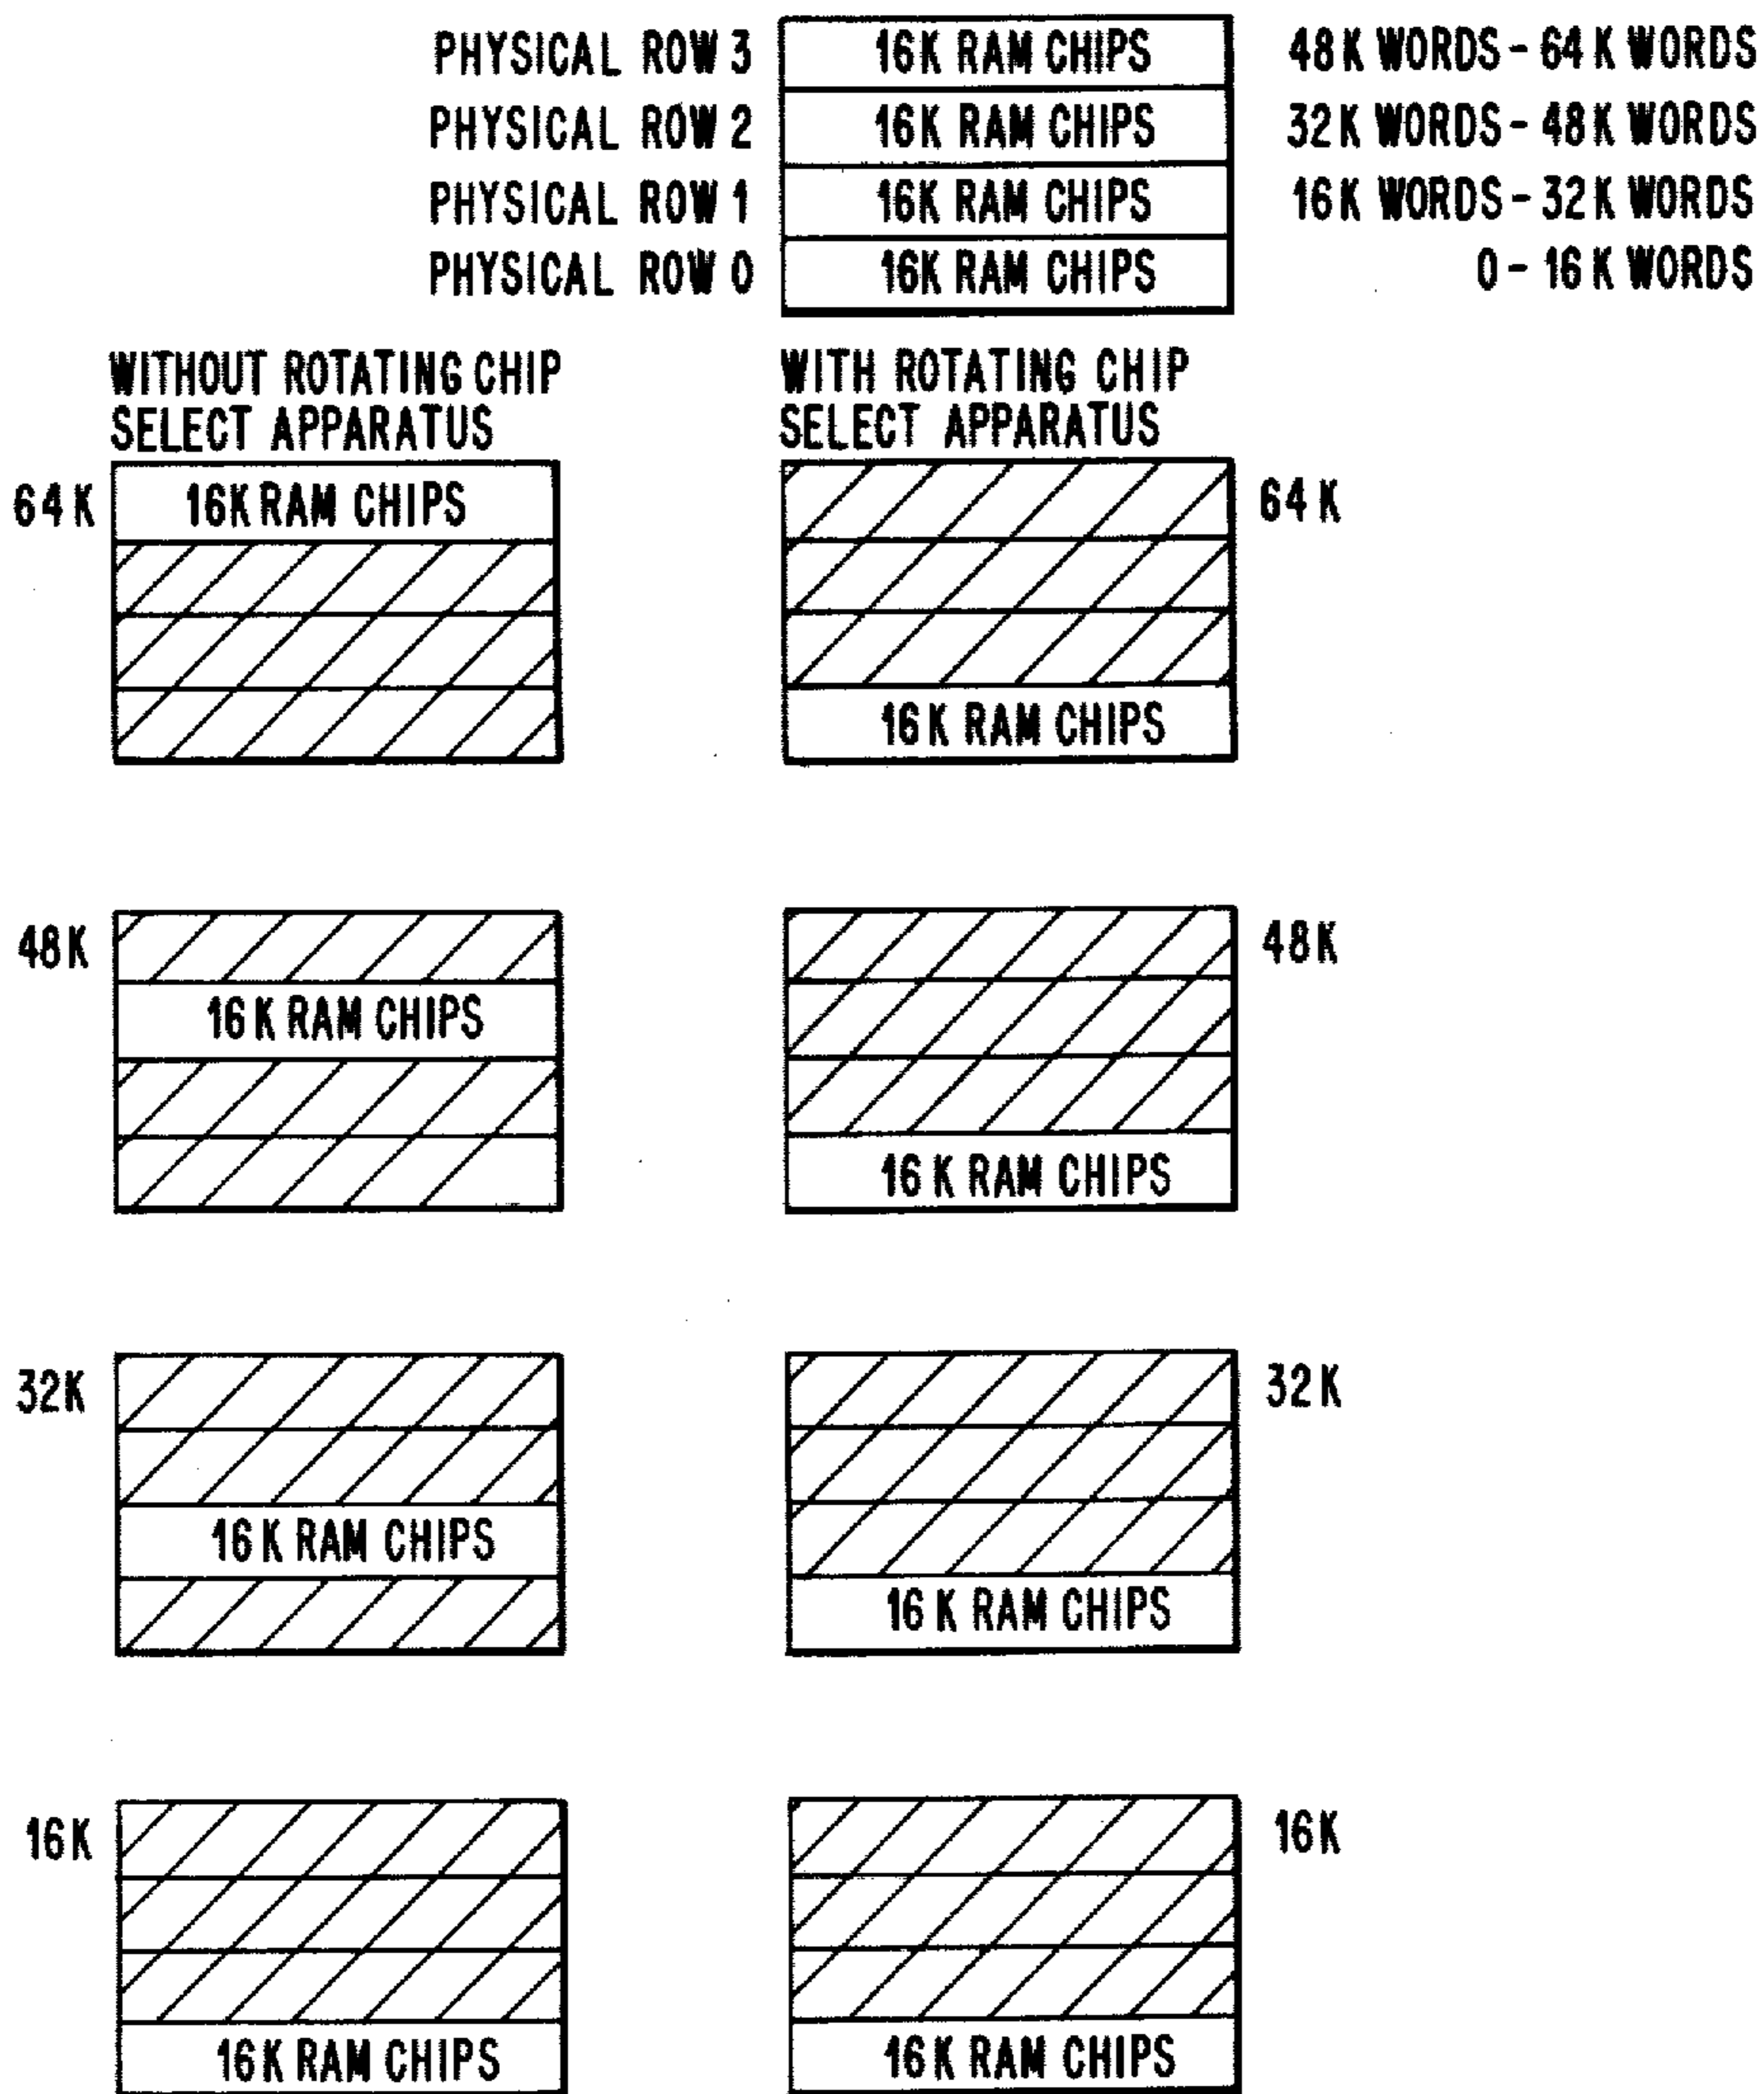 PHYSICAL ROW 3 16K RAM CHIPS 48K WORDS - 64K WORDS
PHYSICAL ROW 2 16K RAM CHIPS 32K WORDS - 48K WORDS
PHYSICAL ROW 1 16K RAM CHIPS 16K WORDS - 32K WORDS
PHYSICAL ROW 0 16K RAM CHIPS 0 - 16K WORDS
WITHOUT ROTATING CHIP
SELECT APPARATUS
WITH ROTATING CHIP
SELECT APPARATUS
64K 16K RAM CHIPS
64K
16K RAM CHIPS
48K
48K
16K RAM CHIPS
16K RAM CHIPS
32K
32K
16K RAM CHIPS
16K RAM CHIPS
16K
16K
16K RAM CHIPS
16K RAM CHIPS